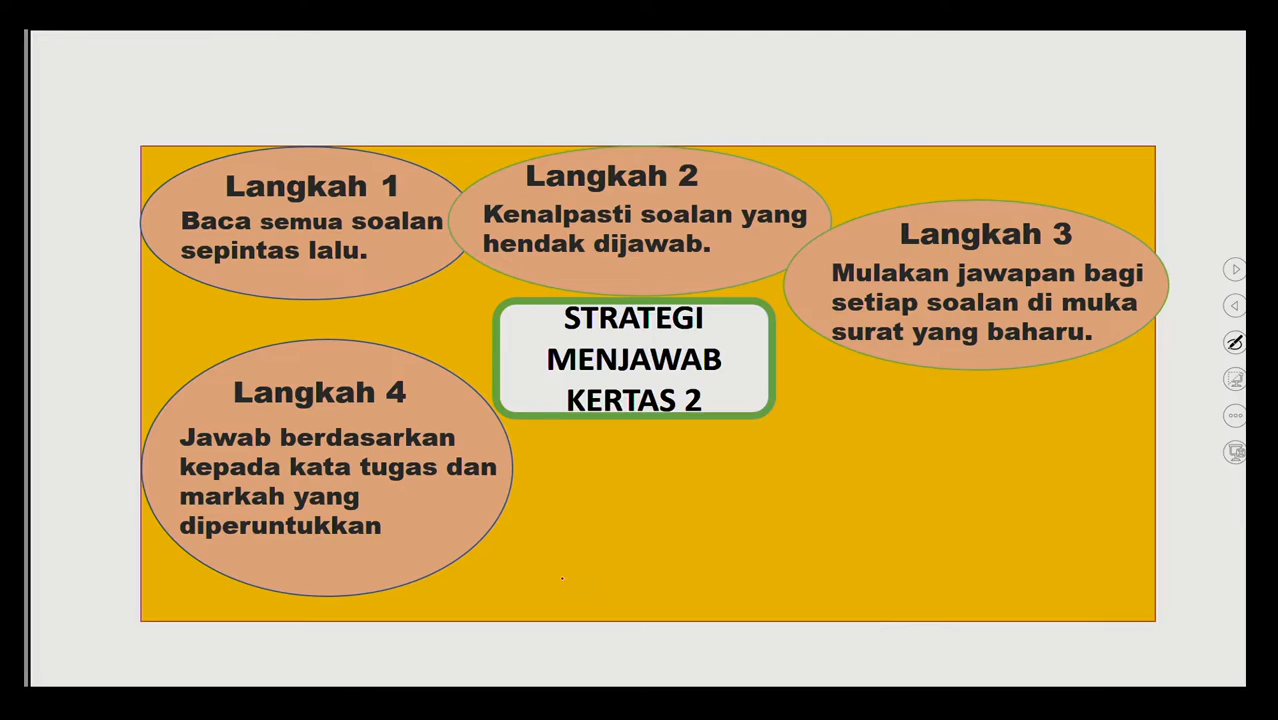 Langkah 1
Baca semua soalan
sepintas lalu.
Langkah 2
Kenalpasti soalan yang
hendak dijawab.
Langkah 3
Mulakan jawapan bagi
setiap soalan di muka
surat yang baharu.
STRATEGI
MENJAWAB
KERTAS 2
Langkah 4
Jawab berdasarkan
kepada kata tugas dan
markah yang
diperuntukkan